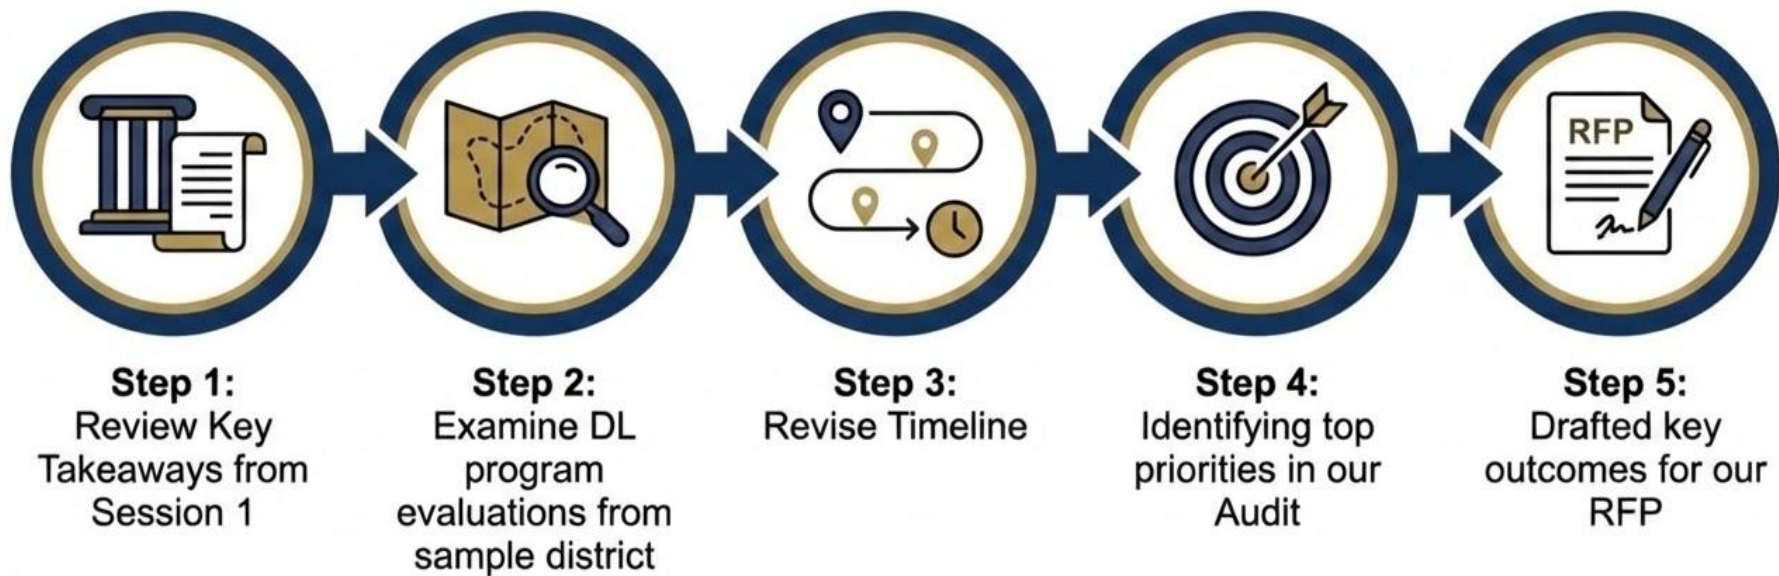 RFP
Step 1:
Review Key
Takeaways from
Session 1
Step 2:
Examine DL
program
evaluations from
sample district
Step 3:
Revise Timeline
Step 4:
Identifying top
priorities in our
Audit
Step 5:
Drafted key
outcomes for our
RFP